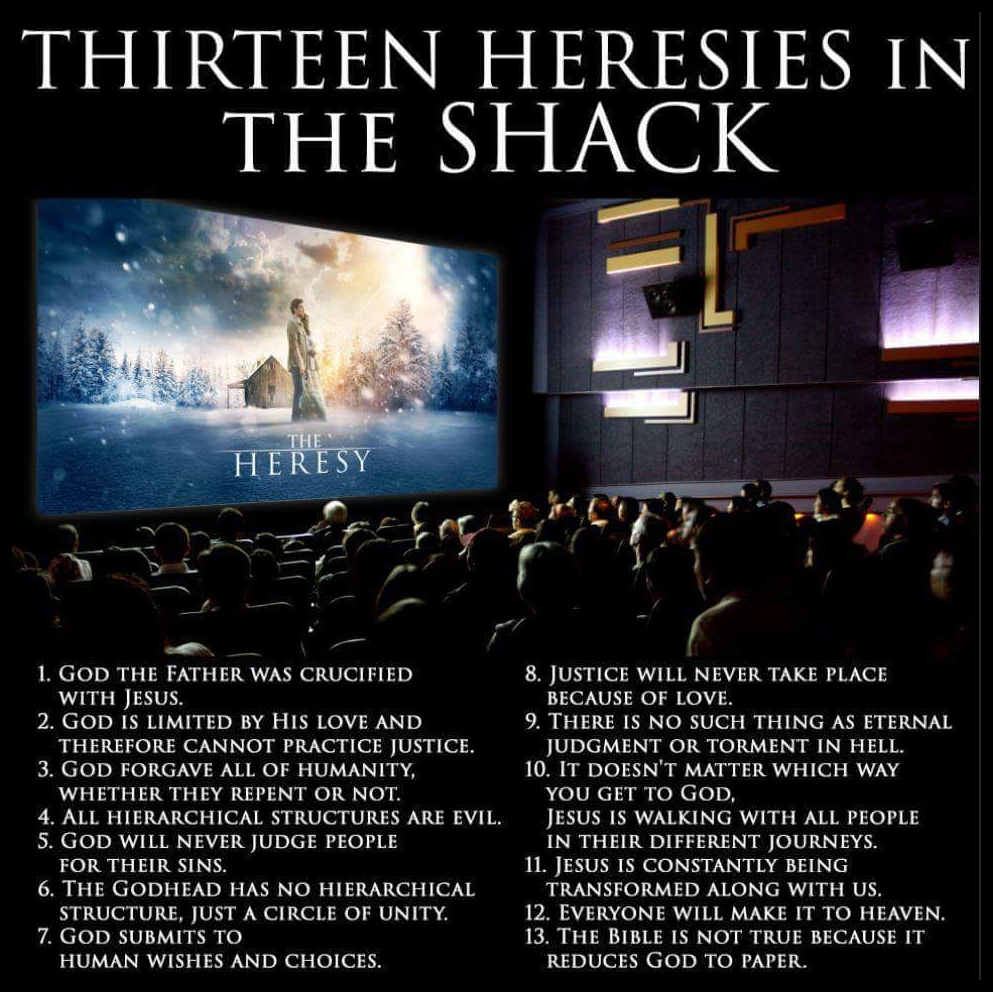 THIRTEEN HERESIES IN
THE SHACK
THE
HERESY
1. GOD THE FATHER WAS CRUCIFIED
WITH JESUS.
2. GOD IS LIMITED BY HIS LOVE AND
THEREFORE CANNOT PRACTICE JUSTICE.
3. GOD FORGAVE ALL OF HUMANITY,
WHETHER THEY REPENT OR NOT.
4. ALL HIERARCHICAL STRUCTURES ARE EVIL.
5. GOD WILL NEVER JUDGE PEOPLE
FOR THEIR SINS.
6. THE GODHEAD HAS NO HIERARCHICAL
STRUCTURE, JUST A CIRCLE OF UNITY.
7. GOD SUBMITS TO
HUMAN WISHES AND CHOICES.
8. JUSTICE WILL NEVER TAKE PLACE
BECAUSE OF LOVE.
9. THERE IS NO SUCH THING AS ETERNAL
JUDGMENT OR TORMENT IN HELL.
10. IT DOESN'T MATTER WHICH WAY
YOU GET TO GOD,
JESUS IS WALKING WITH ALL PEOPLE
IN THEIR DIFFERENT JOURNEYS.
11. JESUS IS CONSTANTLY BEING
TRANSFORMED ALONG WITH US.
12. EVERYONE WILL MAKE IT TO HEAVEN.
13. THE BIBLE IS NOT TRUE BECAUSE IT
REDUCES GOD TO PAPER.